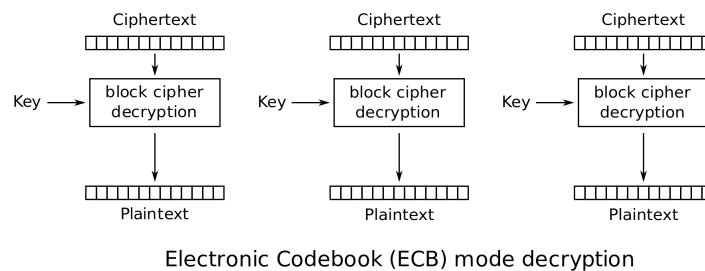 Ciphertext Ciphertext Ciphertext
Key block cipher decryption Key block cipher decryption Key block cipher decryption
Plaintext Plaintext Plaintext
Electronic Codebook (ECB) mode decryption